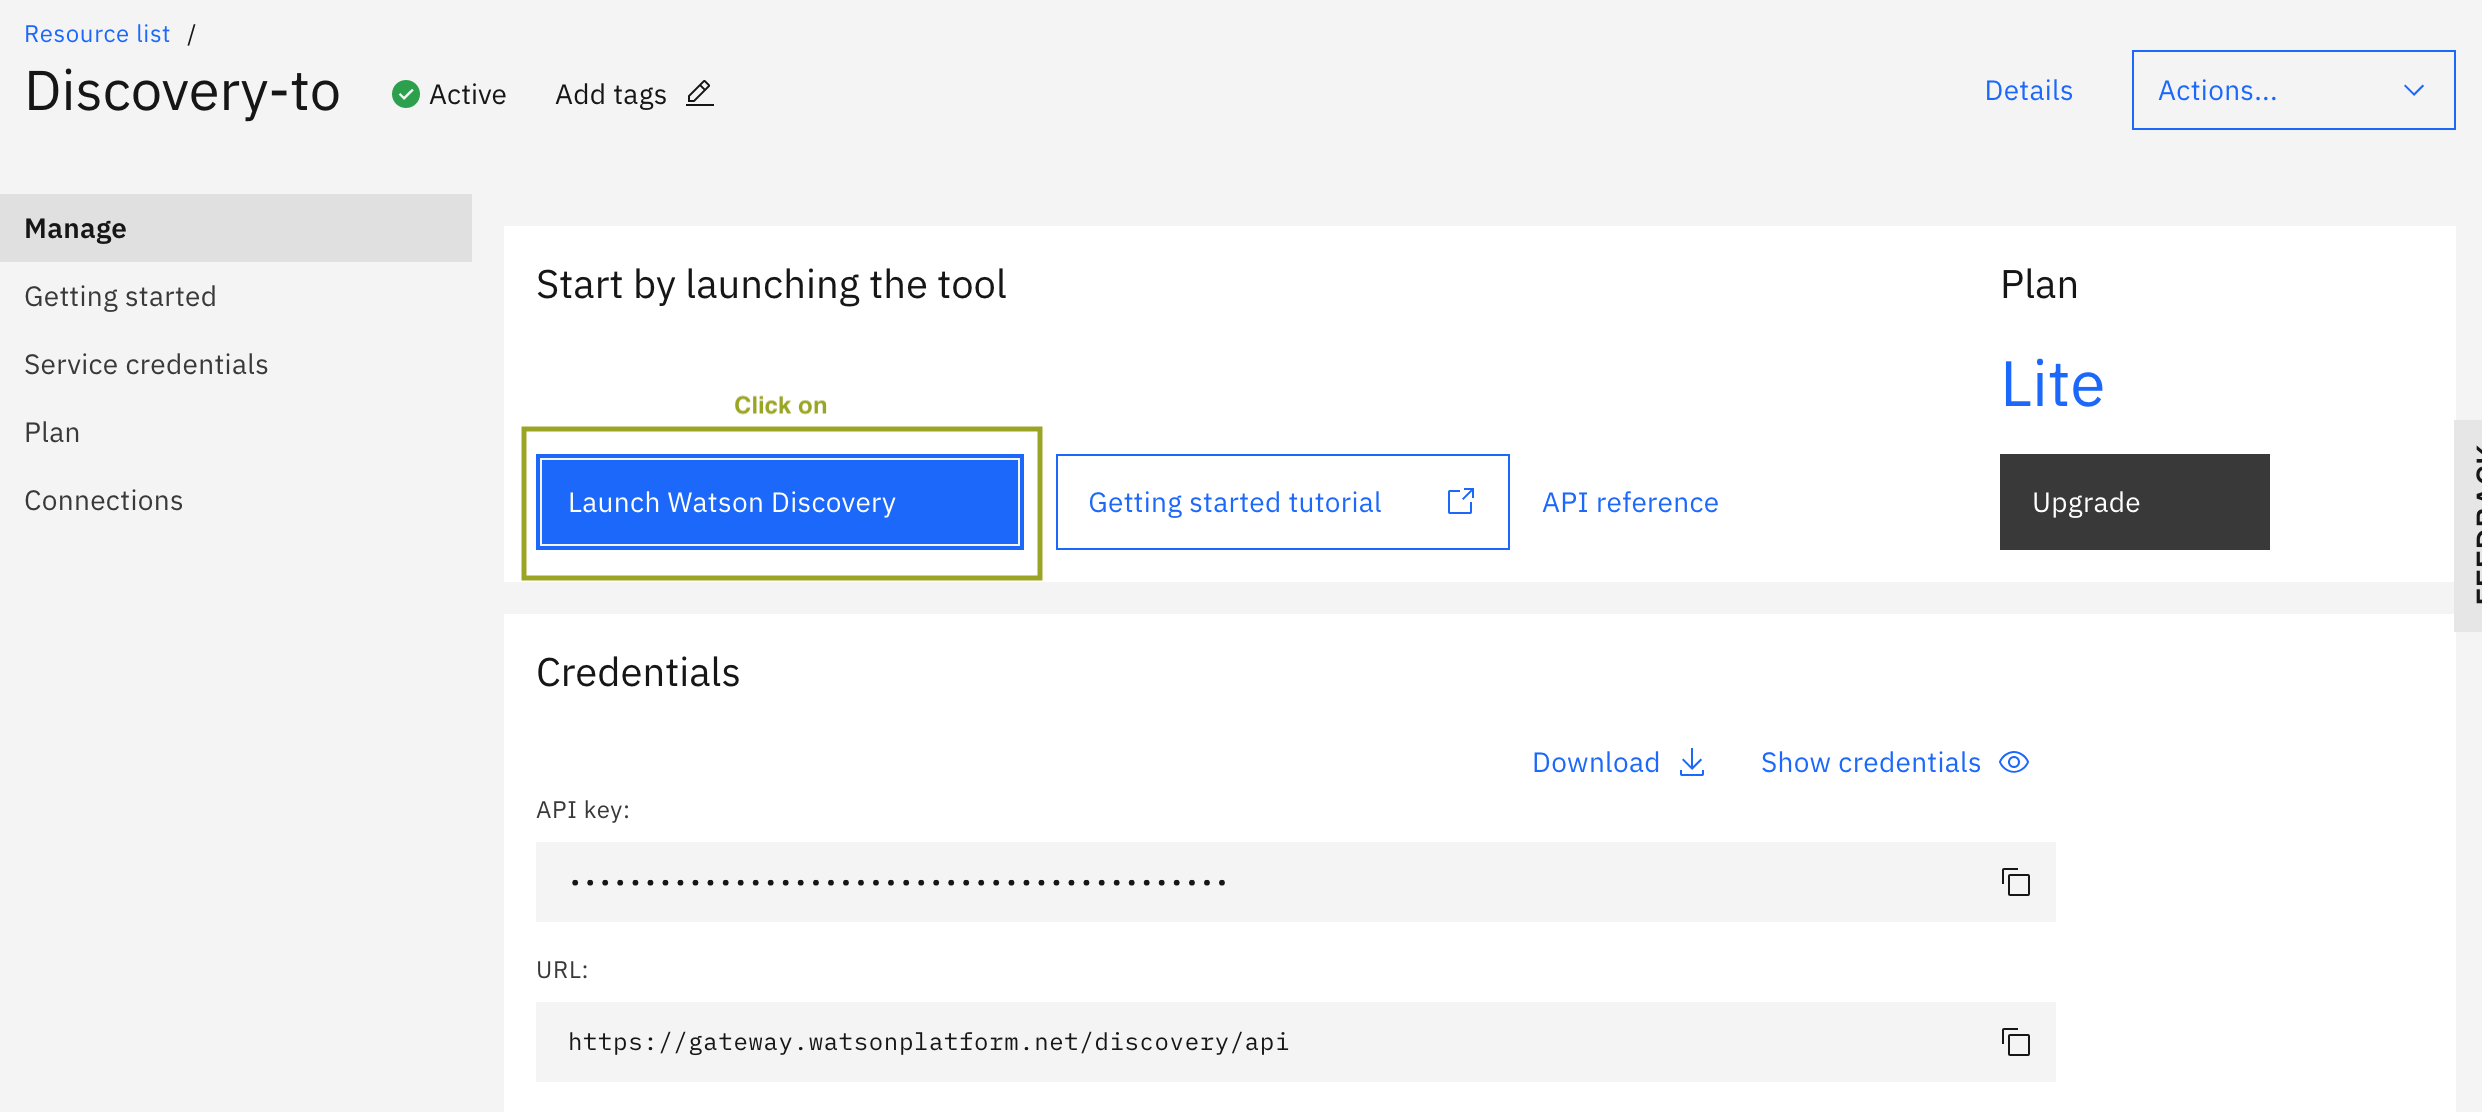 Resource list /
Discovery-to
Active
Add tags
Details
Actions...
Manage
Getting started
Service credentials
Plan
Connections
Start by launching the tool
Click on
Launch Watson Discovery
Getting started tutorial
API reference
Plan
Lite
Upgrade
FEEDBACK
Credentials
Download
Show credentials
API key:
••••••••••••••••••••••••••••••••••••••••••••
URL:
https://gateway.watsonplatform.net/discovery/api